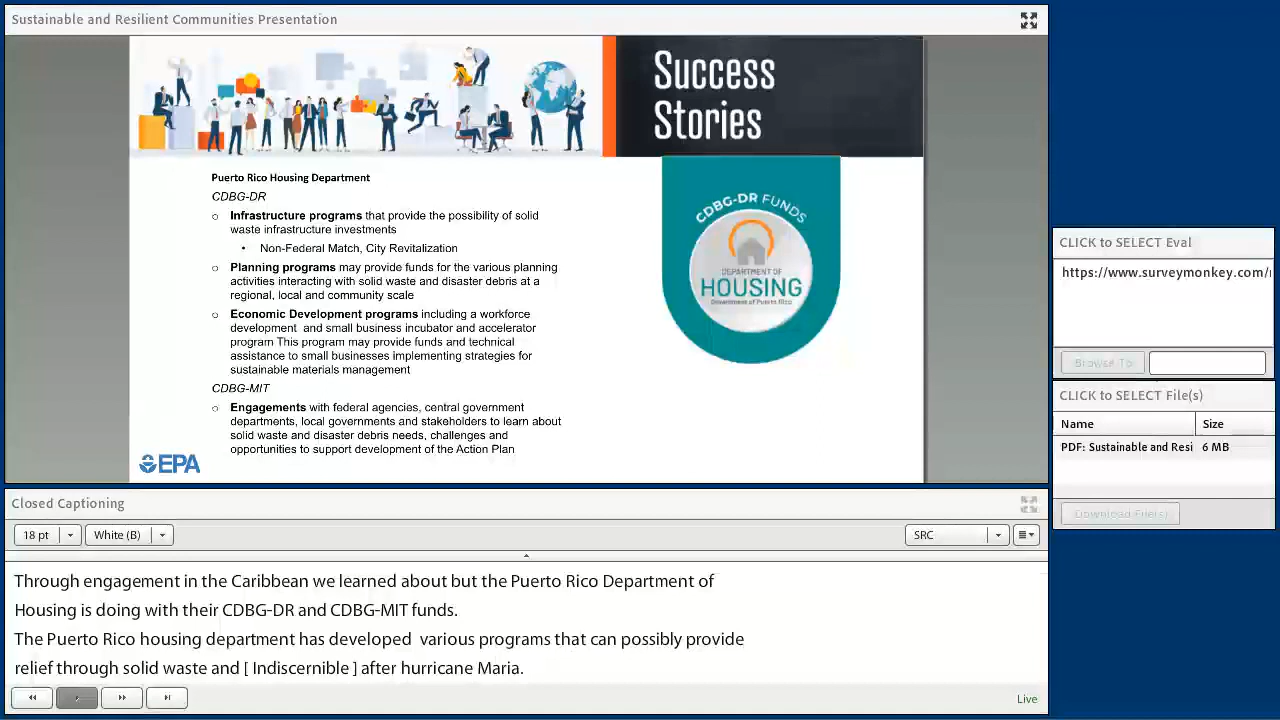 Sustainable and Resilient Communities Presentation
Success
Stories
Puerto Rico Housing Department
CDBG-DR
o Infrastructure programs that provide the possibility of solid
waste infrastructure investments
• Non-Federal Match, City Revitalization
o Planning programs may provide funds for the various planning
activities interacting with solid waste and disaster debris at a
regional, local and community scale
o Economic Development programs including a workforce
development and small business incubator and accelerator
program This program may provide funds and technical
assistance to small businesses implementing strategies for
sustainable materials management
CDBG-MIT
o Engagements with federal agencies, central government
departments, local governments and stakeholders to learn about
solid waste and disaster debris needs, challenges and
opportunities to support development of the Action Plan
EPA
CDBG-DR FUNDS
DEPARTMENT OF
HOUSING
Government of Puerto Rico
CLICK to SELECT Eval
https://www.surveymonkey.com/
Browse To
CLICK to SELECT File(s)
Name Size
PDF: Sustainable and Resi 6 MB
Download File(s)
Closed Captioning
18 pt White (B) SRC
Through engagement in the Caribbean we learned about but the Puerto Rico Department of
Housing is doing with their CDBG-DR and CDBG-MIT funds.
The Puerto Rico housing department has developed various programs that can possibly provide
relief through solid waste and [ Indiscernible ] after hurricane Maria.
Live